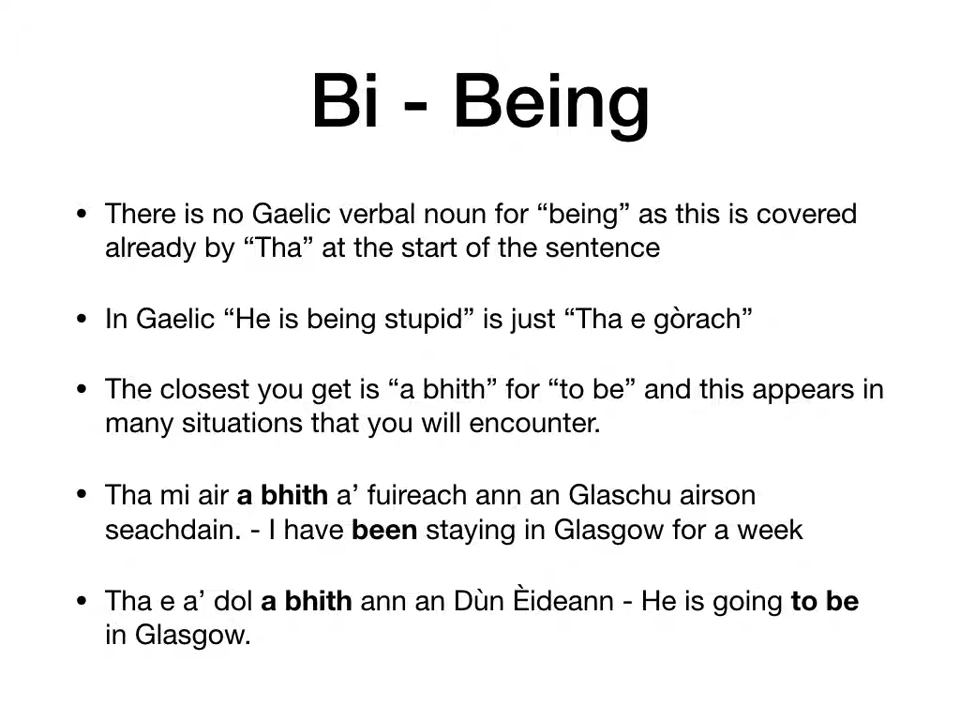 Bi - Being
• There is no Gaelic verbal noun for “being” as this is covered
already by “Tha” at the start of the sentence
• In Gaelic “He is being stupid” is just “Tha e gòrach”
• The closest you get is “a bhith” for “to be” and this appears in
many situations that you will encounter.
• Tha mi air a bhith a’ fuireach ann an Glaschu airson
seachdain. - I have been staying in Glasgow for a week
• Tha e a’ dol a bhith ann an Dùn Èideann - He is going to be
in Glasgow.